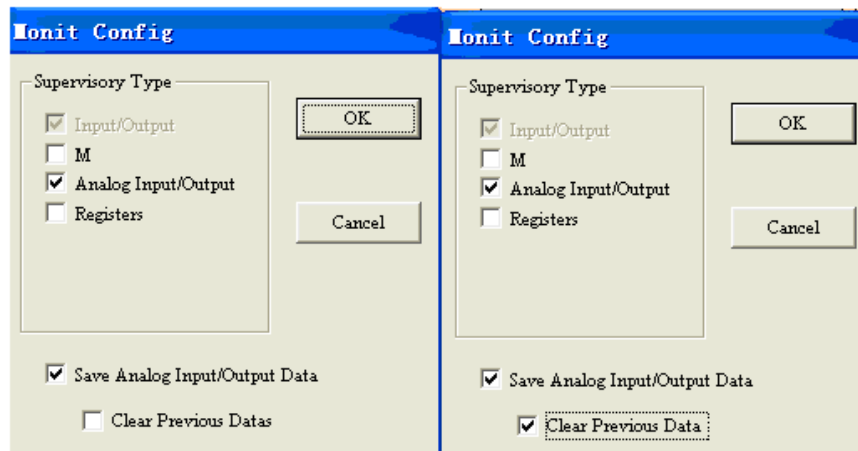 Monit Config
Supervisory Type
Input/Output
OK
M
Analog Input/Output
Registers
Cancel
Save Analog Input/Output Data
Clear Previous Datas
Monit Config
Supervisory Type
Input/Output
OK
M
Analog Input/Output
Registers
Cancel
Save Analog Input/Output Data
Clear Previous Data